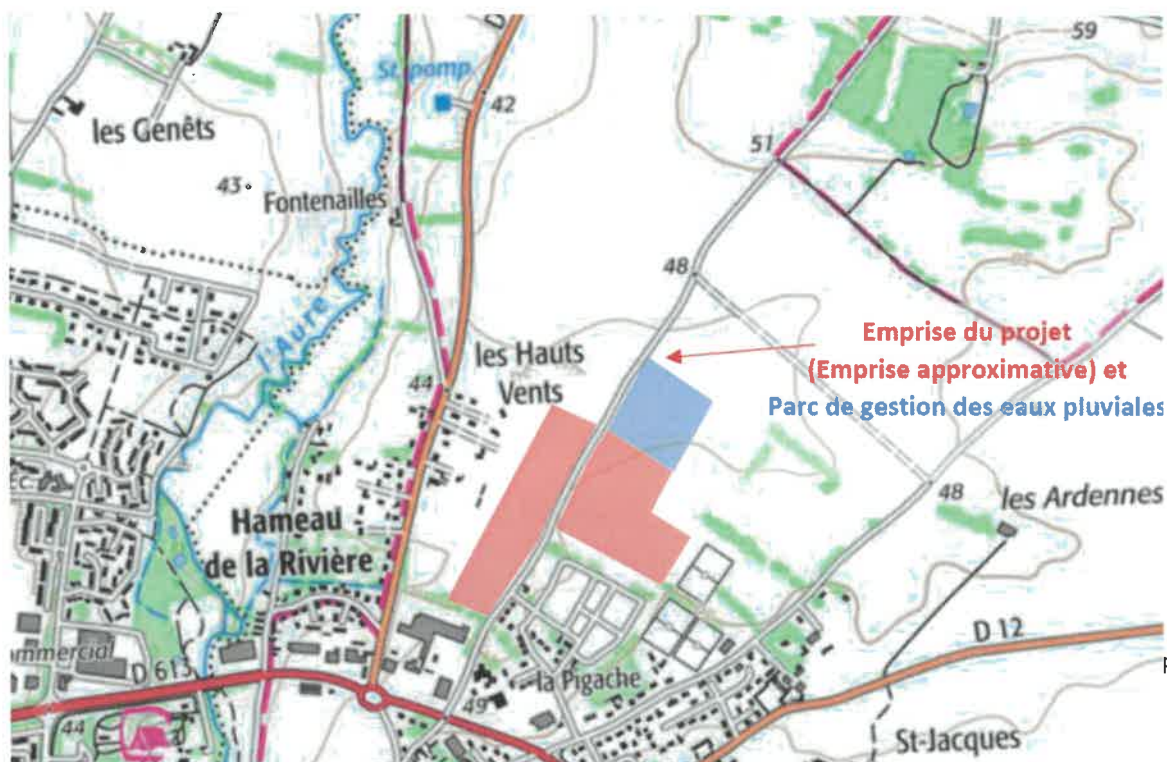 59
St. pomp.
42
les Genêts
51
43
Fontenailles
48
l'Aure
Emprise du projet
(Emprise approximative) et
Parc de gestion des eaux pluviales
les Hauts
Vents
44
48
les Ardennes
Hameau
de la Rivière
D 12
D 613
la Pigache
49
44
St-Jacques